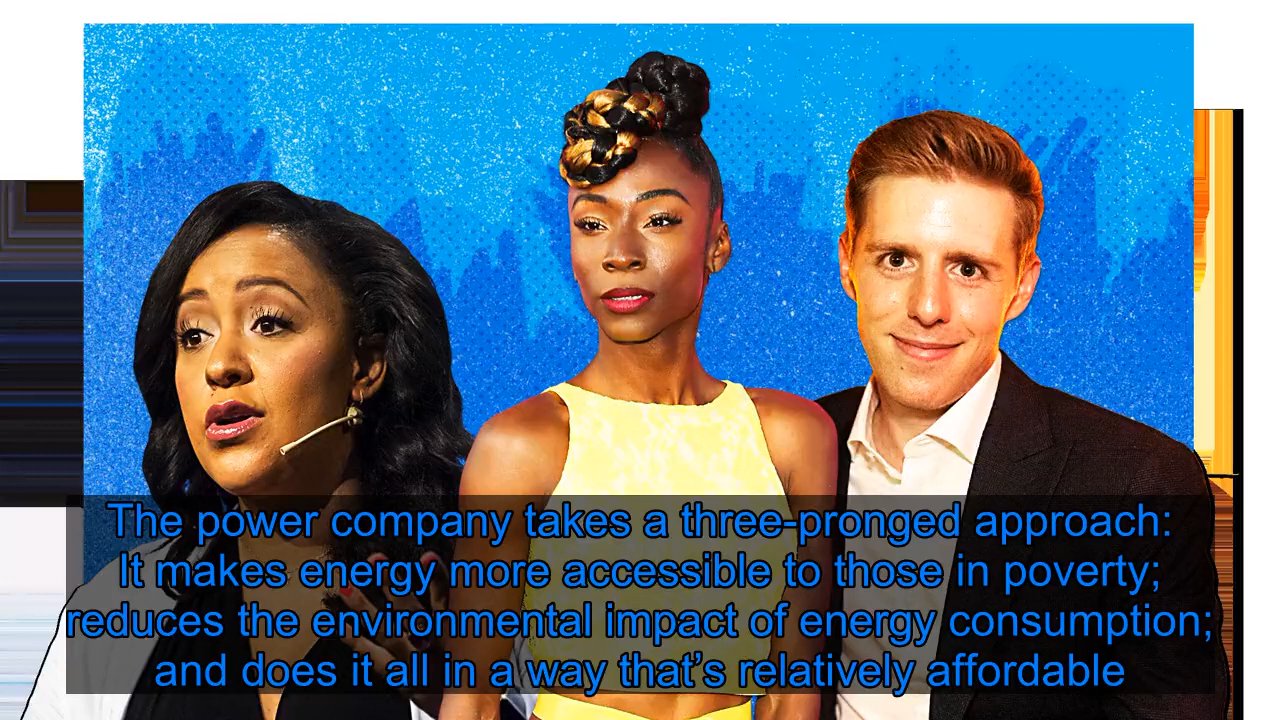 The power company takes a three-pronged approach:
It makes energy more accessible to those in poverty;
reduces the environmental impact of energy consumption;
and does it all in a way that’s relatively affordable